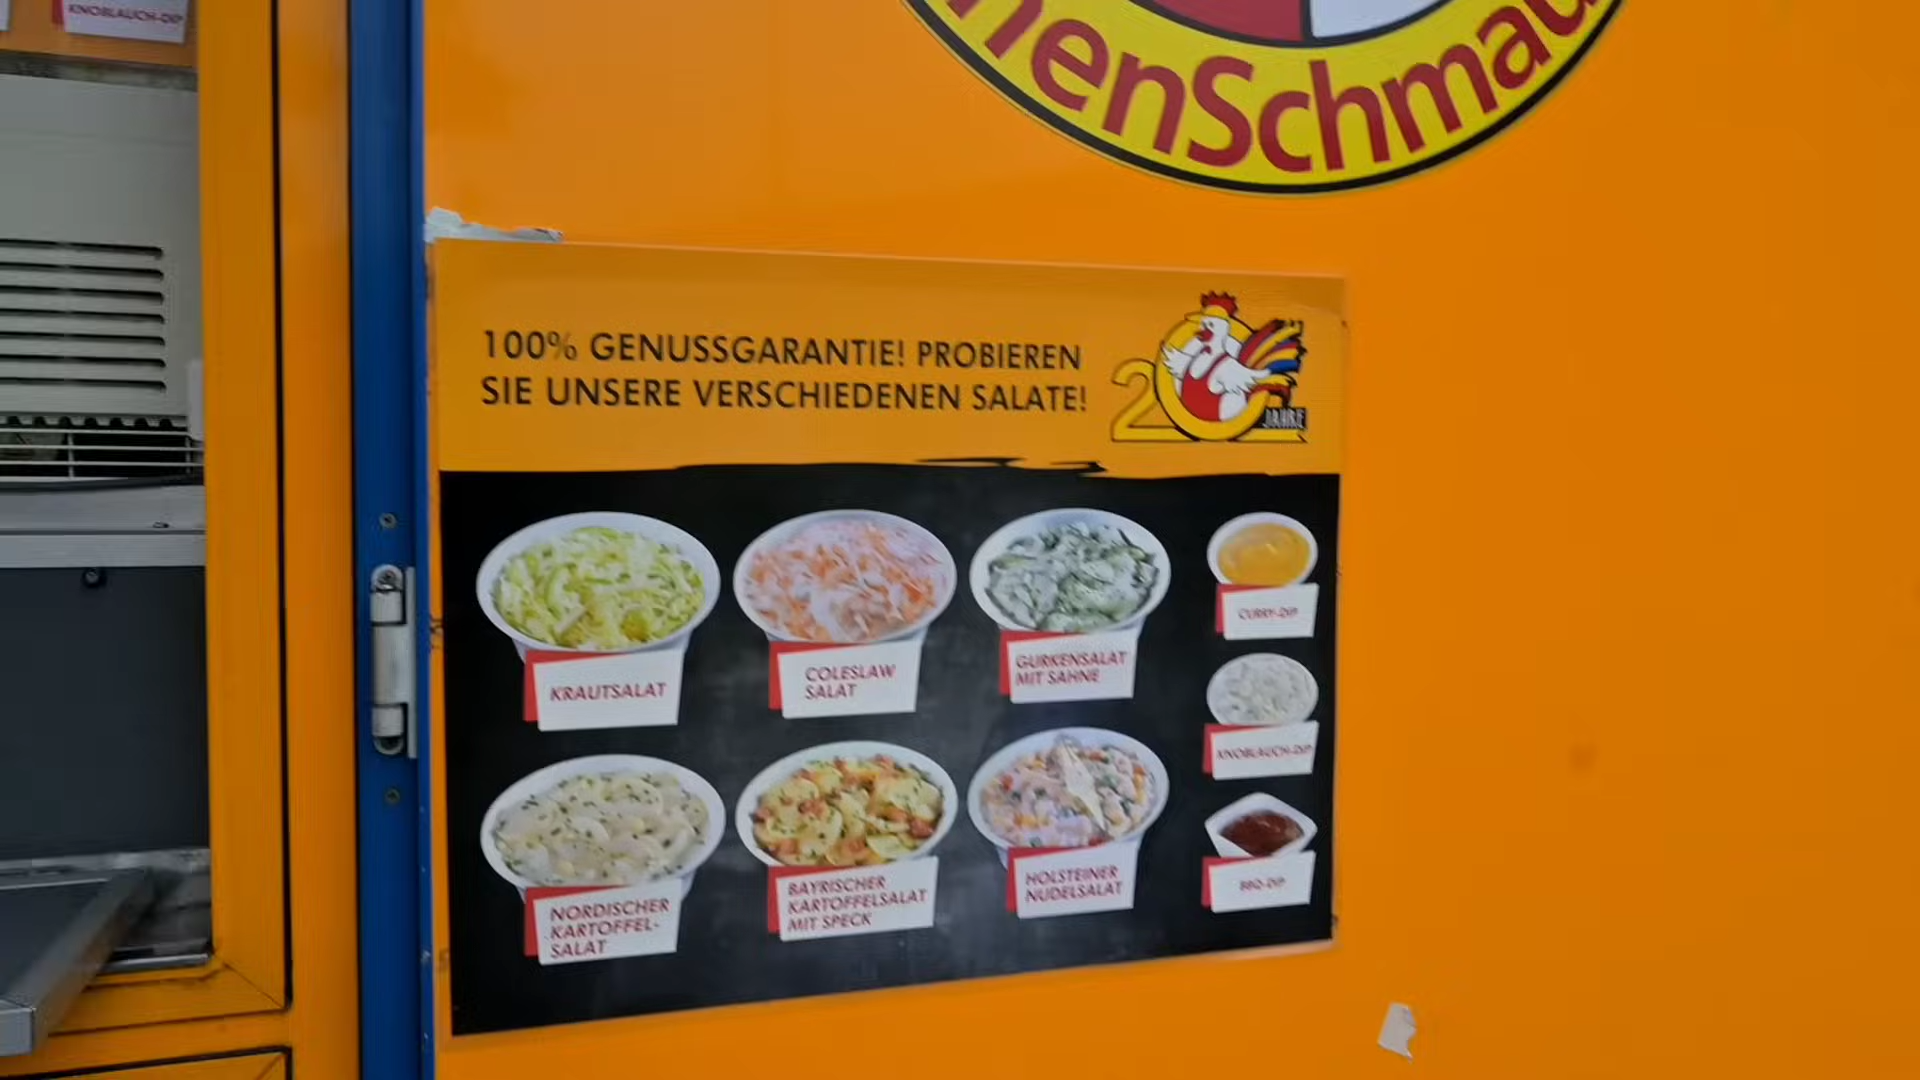 KNOBLAUCH-DIP
nenSchmau
100% GENUSSGARANTIE! PROBIEREN
SIE UNSERE VERSCHIEDENEN SALATE!
20
JAHRE
KRAUTSALAT
COLESLAW
SALAT
GURKENSALAT
MIT SAHNE
CURRY-DIP
KNOBLAUCH-DIP
NORDISCHER
KARTOFFEL-
SALAT
BAYRISCHER
KARTOFFELSALAT
MIT SPECK
HOLSTEINER
NUDELSALAT
BBQ-DIP